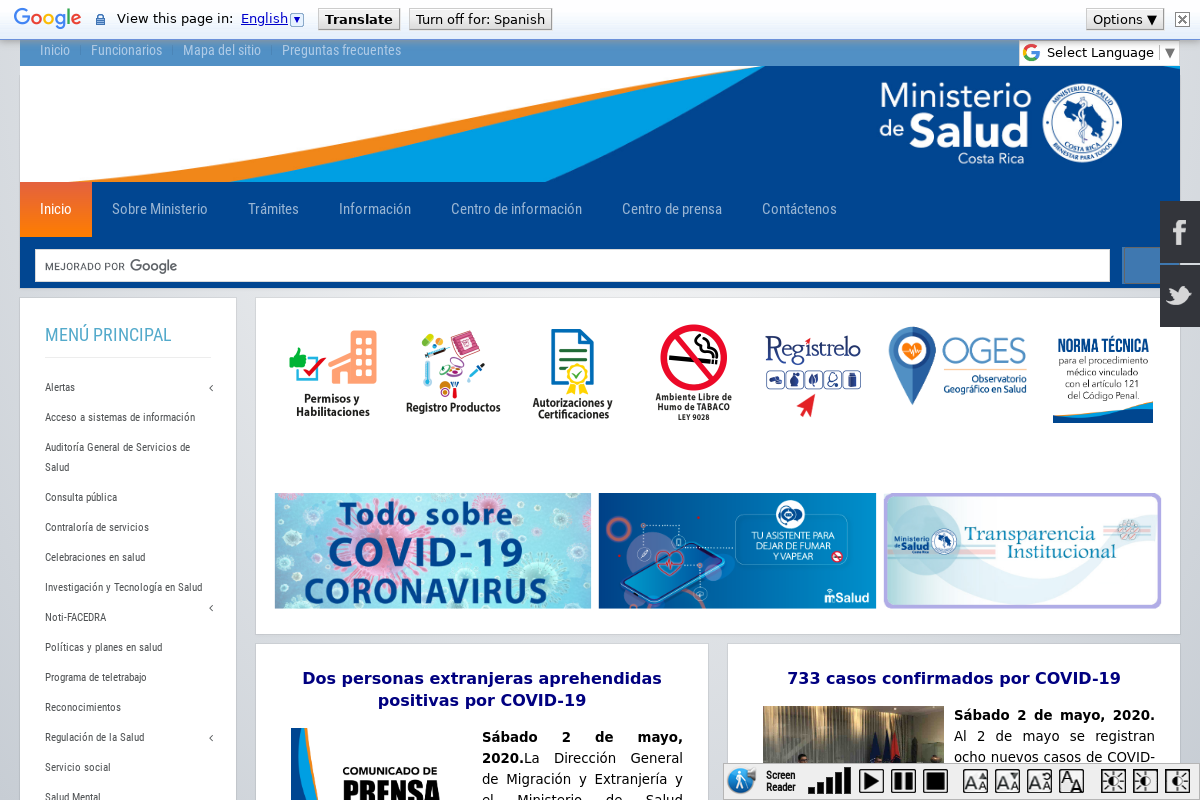 Google View this page in: English Translate Turn off for: Spanish Options ▼
Inicio Funcionarios Mapa del sitio Preguntas frecuentes
Select Language ▼
Ministerio
de Salud
Costa Rica
MINISTERIO DE SALUD
COSTA RICA
BIENESTAR PARA TODOS
Inicio Sobre Ministerio Trámites Información Centro de información Centro de prensa Contáctenos
MEJORADO POR Google
MENÚ PRINCIPAL
Alertas
Acceso a sistemas de información
Auditoría General de Servicios de
Salud
Consulta pública
Contraloría de servicios
Celebraciones en salud
Investigación y Tecnología en Salud
Noti-FACEDRA
Políticas y planes en salud
Programa de teletrabajo
Reconocimientos
Regulación de la Salud
Servicio social
Salud Mental
Permisos y
Habilitaciones
Registro Productos
Autorizaciones y
Certificaciones
Ambiente Libre de
Humo de TABACO
LEY 9028
Regístrelo
OGES
Observatorio
Geográfico en Salud
NORMA TÉCNICA
para el procedimiento
médico vinculado
con el artículo 121
del Código Penal.
Todo sobre
COVID-19
CORONAVIRUS
TU ASISTENTE PARA
DEJAR DE FUMAR
Y VAPEAR
mSalud
Ministerio
de Salud
Costa Rica
Transparencia
Institucional
Dos personas extranjeras aprehendidas
positivas por COVID-19
COMUNICADO DE
PRENSA
Sábado 2 de mayo,
2020.La Dirección General
de Migración y Extranjería y
el Ministerio de Salud
733 casos confirmados por COVID-19
Sábado 2 de mayo, 2020.
Al 2 de mayo se registran
ocho nuevos casos de COVID-
Screen
Reader